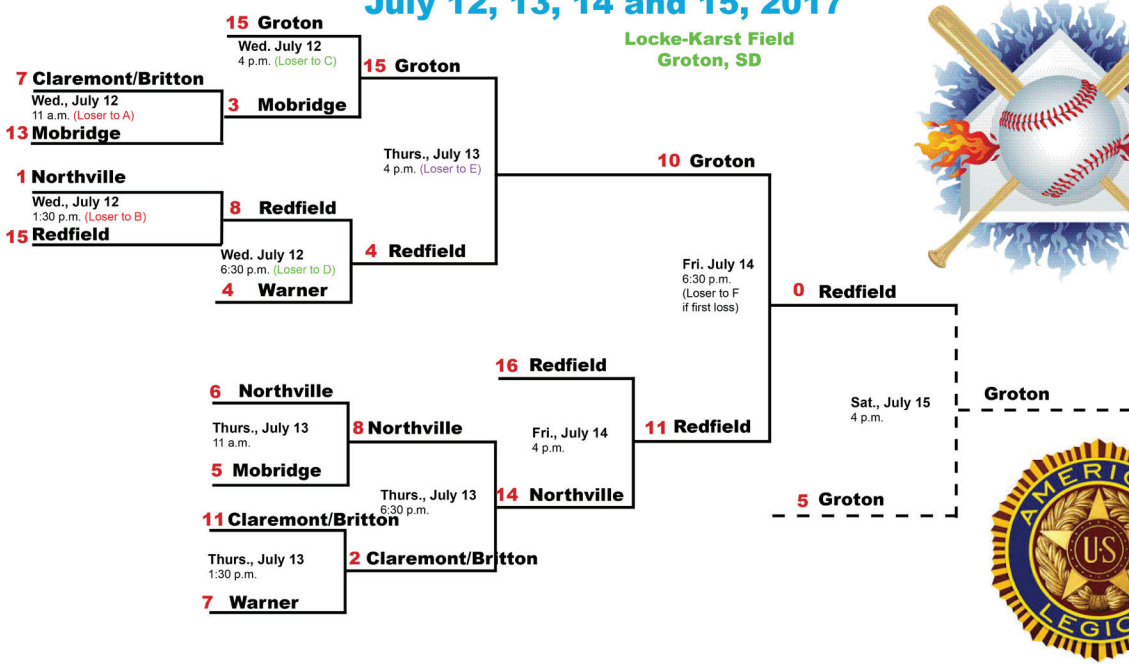 July 12, 13, 14 and 15, 2017
Locke-Karst Field
Groton, SD
15 Groton
Wed. July 12
4 p.m. (Loser to C)
15 Groton
7 Claremont/Britton
Wed., July 12
11 a.m. (Loser to A)
3 Mobridge
13 Mobridge
Thurs., July 13
4 p.m. (Loser to E)
10 Groton
1 Northville
Wed., July 12
1:30 p.m. (Loser to B)
8 Redfield
15 Redfield
Wed. July 12
6:30 p.m. (Loser to D)
4 Redfield
4 Warner
Fri. July 14
6:30 p.m.
(Loser to F
if first loss)
0 Redfield
16 Redfield
6 Northville
Thurs., July 13
11 a.m.
8 Northville
Fri., July 14
4 p.m.
11 Redfield
Sat., July 15
4 p.m.
Groton
5 Mobridge
Thurs., July 13
6:30 p.m.
14 Northville
5 Groton
11 Claremont/Britton
Thurs., July 13
1:30 p.m.
2 Claremont/Britton
7 Warner
AMERIC
US
LEGIO